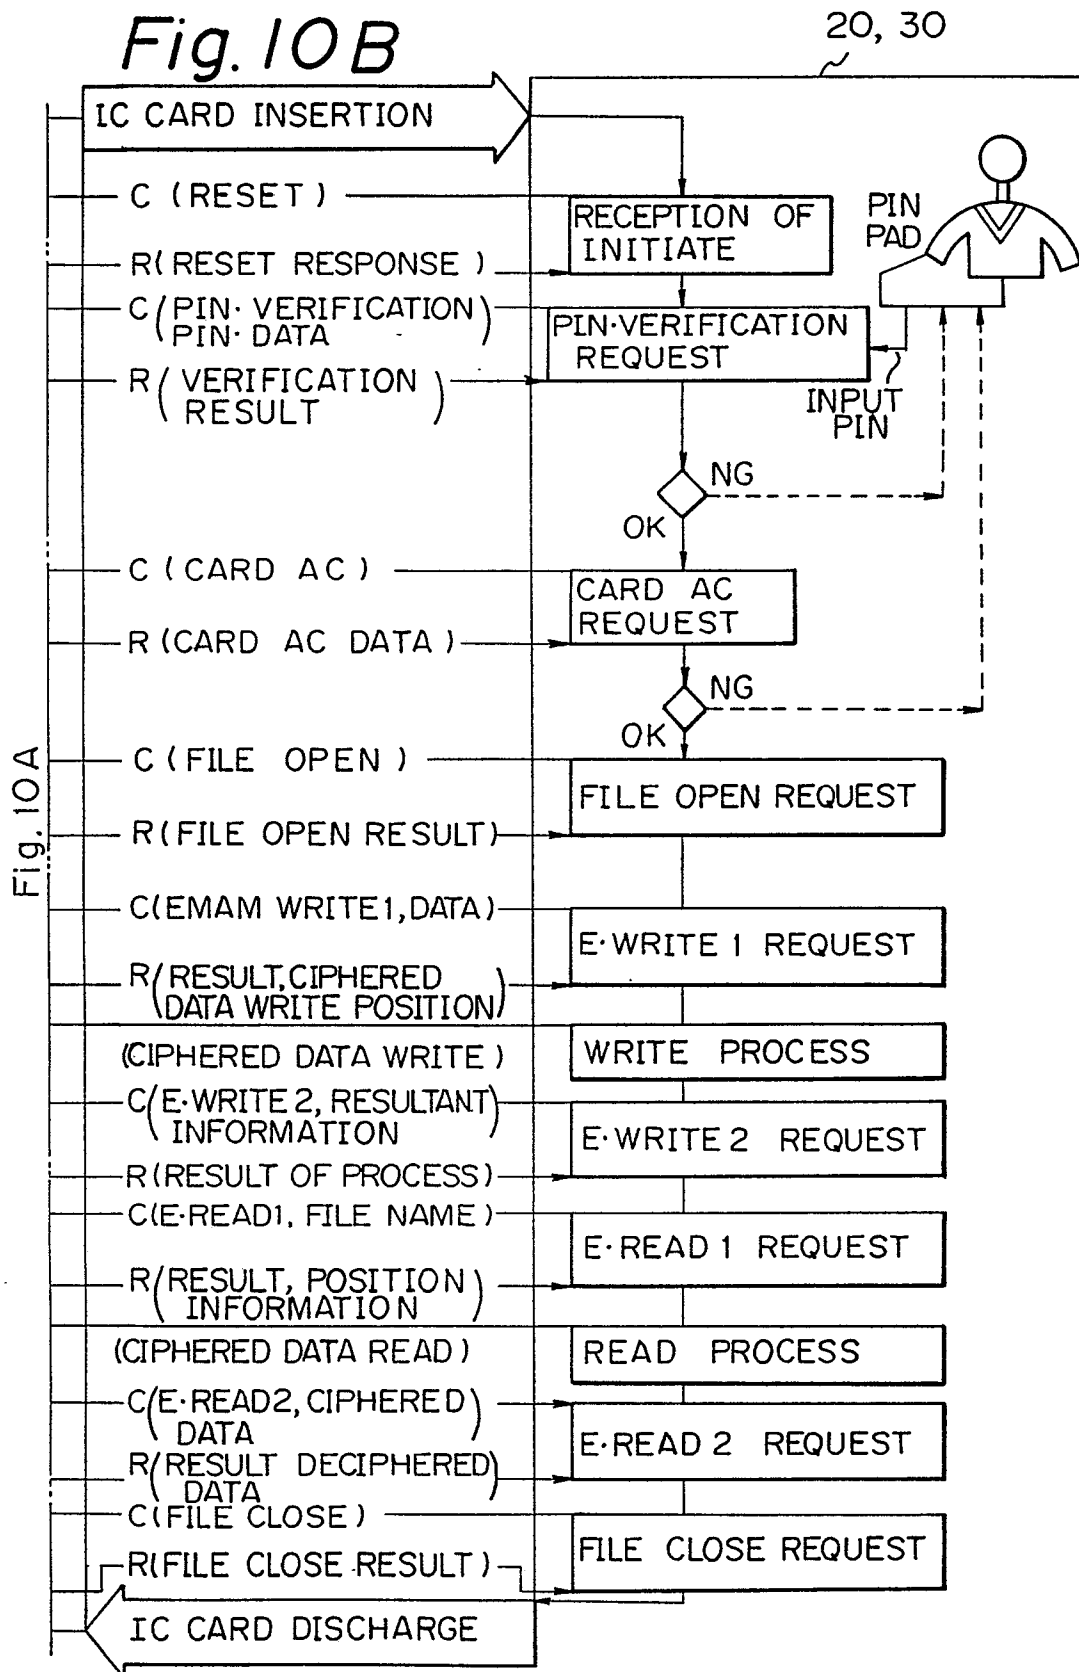 Fig. 10B
20, 30
IC CARD INSERTION
C (RESET)
RECEPTION OF
INITIATE
PIN
PAD
R(RESET RESPONSE)
C(PIN·VERIFICATION
PIN·DATA)
PIN·VERIFICATION
REQUEST
R(VERIFICATION
RESULT)
INPUT
PIN
NG
OK
C (CARD AC)
CARD AC
REQUEST
R(CARD AC DATA)
NG
OK
Fig. 10A
C (FILE OPEN)
FILE OPEN REQUEST
R(FILE OPEN RESULT)
C(EMAM WRITE1,DATA)
E·WRITE 1 REQUEST
R(RESULT,CIPHERED
DATA WRITE POSITION)
(CIPHERED DATA WRITE)
WRITE PROCESS
C(E·WRITE2, RESULTANT
INFORMATION)
E·WRITE2 REQUEST
R(RESULT OF PROCESS)
C(E·READ1, FILE NAME)
E·READ 1 REQUEST
R(RESULT, POSITION
INFORMATION)
(CIPHERED DATA READ)
READ PROCESS
C(E·READ2, CIPHERED
DATA)
E·READ 2 REQUEST
R(RESULT DECIPHERED
DATA)
C(FILE CLOSE)
FILE CLOSE REQUEST
R(FILE CLOSE RESULT)
IC CARD DISCHARGE